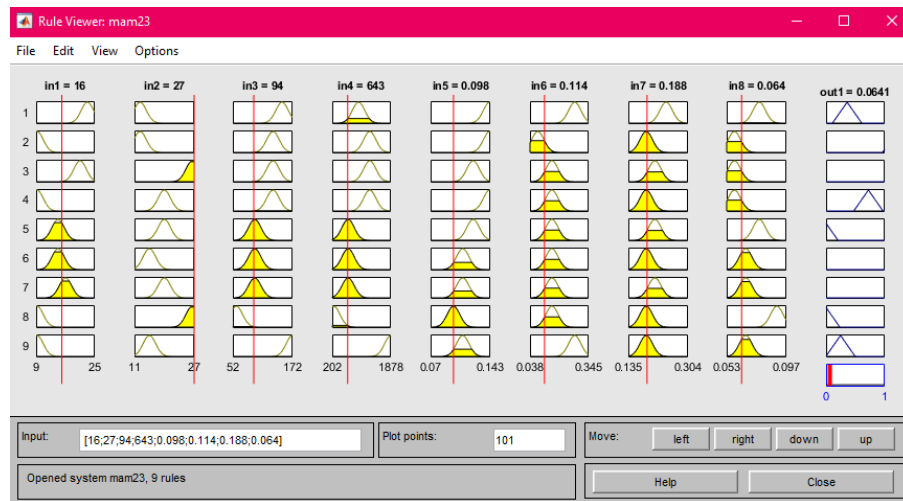 Rule Viewer: mam23
File Edit View Options
in1 = 16 in2 = 27 in3 = 94 in4 = 643 in5 = 0.098 in6 = 0.114 in7 = 0.188 in8 = 0.064 out1 = 0.0641
1
2
3
4
5
6
7
8
9
9 25 11 27 52 172 202 1878 0.07 0.143 0.038 0.345 0.135 0.304 0.053 0.097
0 1
Input: [16;27;94;643;0.098;0.114;0.188;0.064] Plot points: 101 Move: left right down up
Opened system mam23, 9 rules Help Close